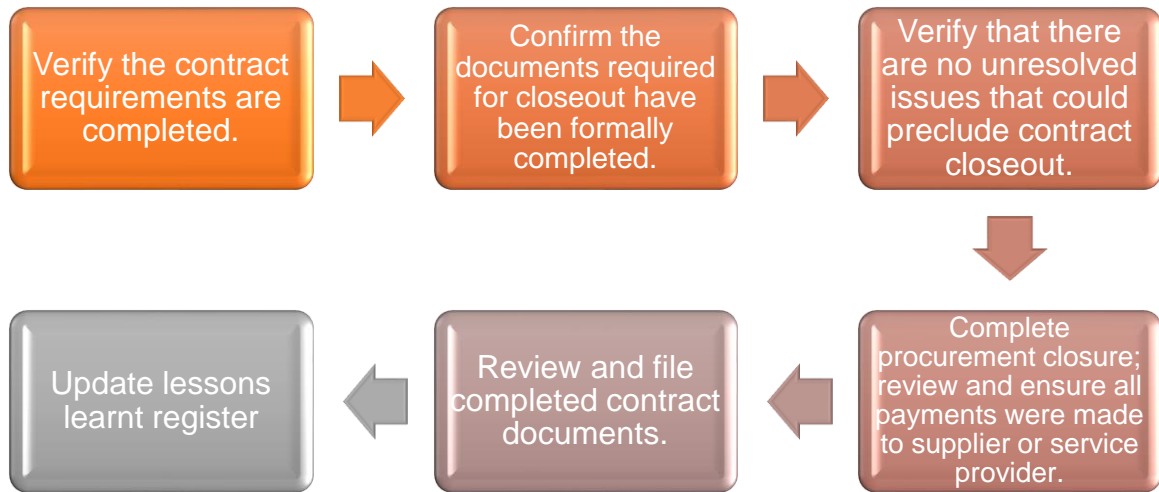 Verify the contract
requirements are
completed.
Confirm the
documents required
for closeout have
been formally
completed.
Verify that there
are no unresolved
issues that could
preclude contract
closeout.
Complete
procurement closure;
review and ensure all
payments were made
to supplier or service
provider.
Review and file
completed contract
documents.
Update lessons
learnt register